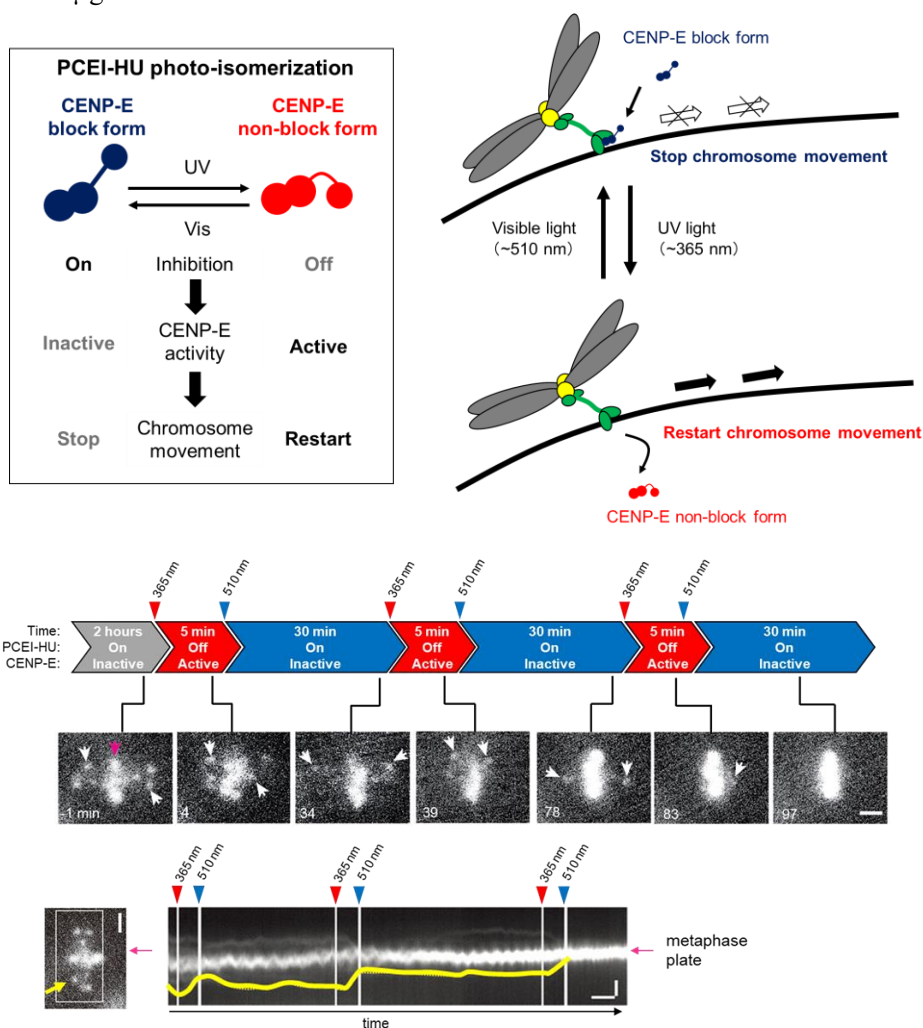 PCEI-HU photo-isomerization
CENP-E
block form
CENP-E
non-block form
UV
Vis
On
Inhibition
Off
Inactive
CENP-E
activity
Active
Stop
Chromosome
movement
Restart
CENP-E block form
Stop chromosome movement
Visible light
(~510 nm)
UV light
(~365 nm)
Restart chromosome movement
CENP-E non-block form
365 nm
510 nm
365 nm
510 nm
365 nm
510 nm
Time:
PCEI-HU:
CENP-E:
2 hours
On
Inactive
5 min
Off
Active
30 min
On
Inactive
5 min
Off
Active
30 min
On
Inactive
5 min
Off
Active
30 min
On
Inactive
-1 min
4
34
39
78
83
97
365 nm
510 nm
365 nm
510 nm
365 nm
510 nm
metaphase
plate
time